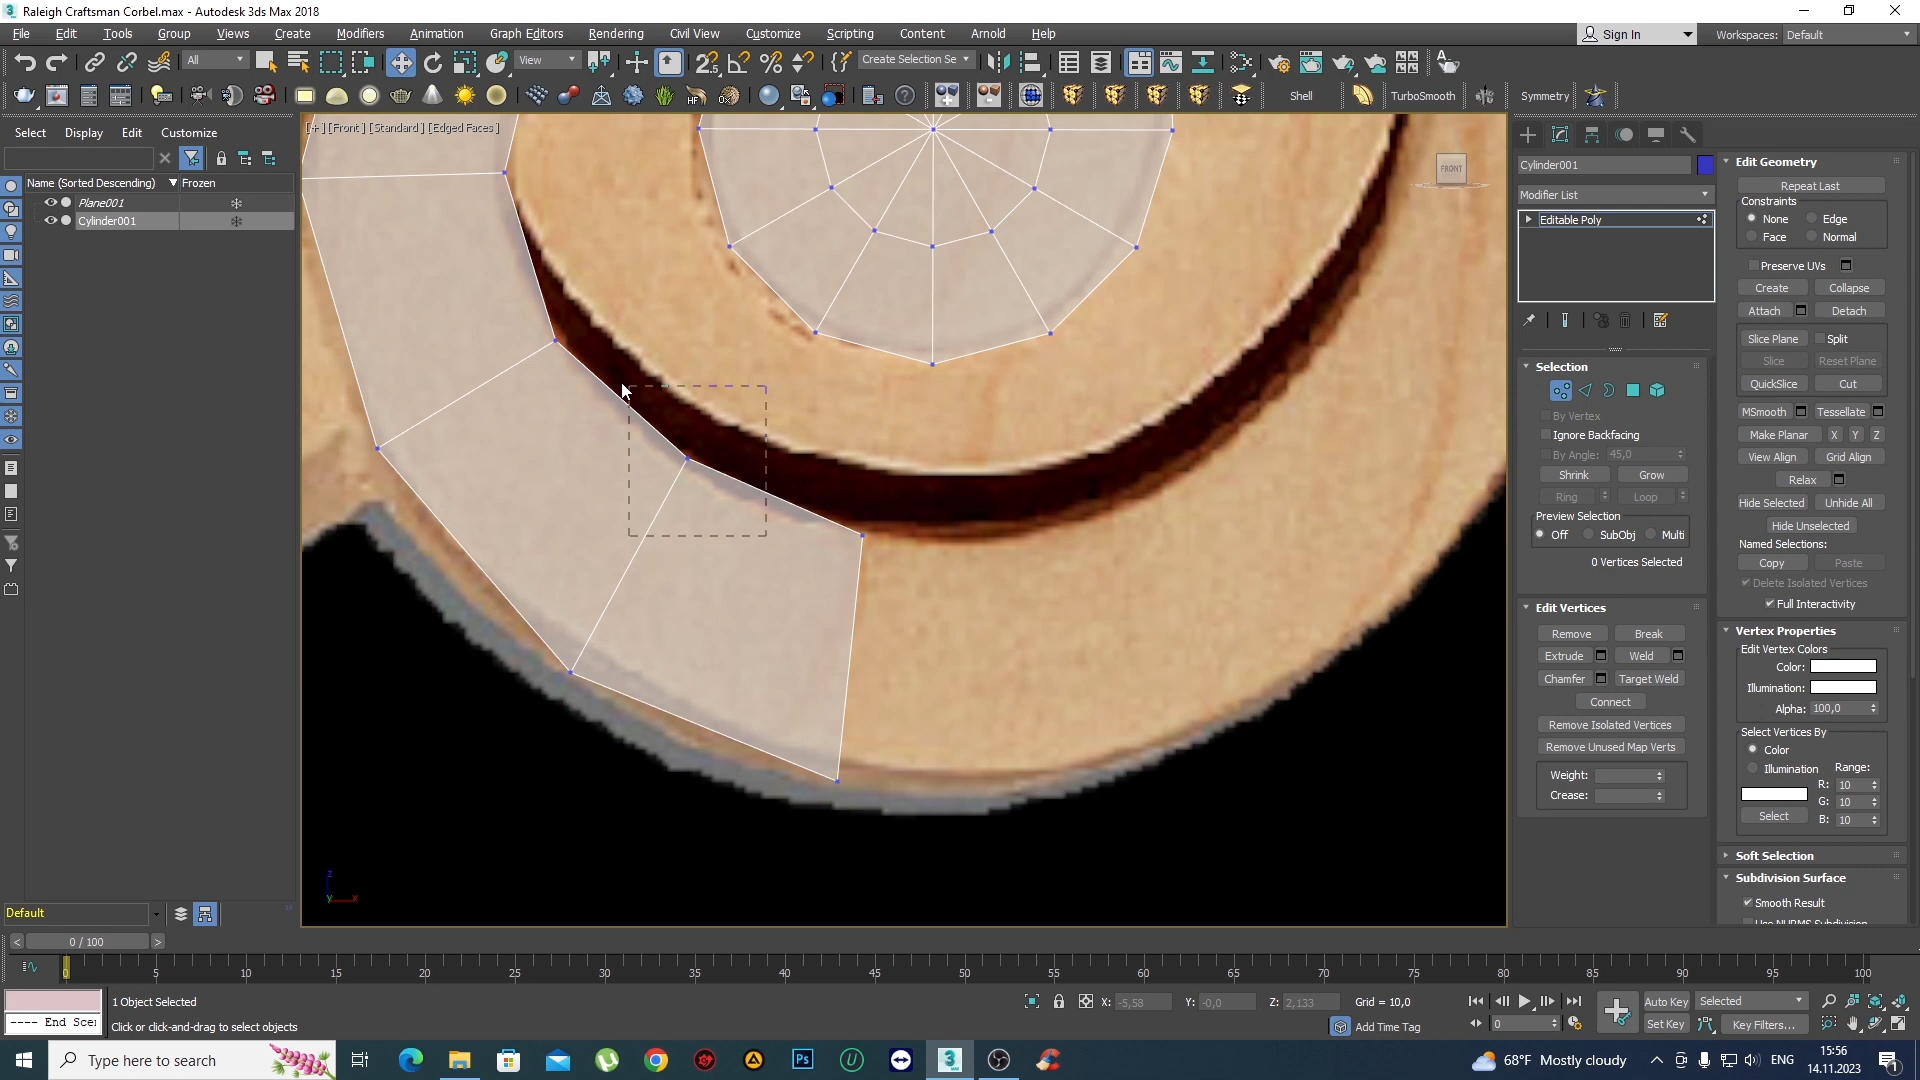 Raleigh Craftsman Corbel.max - Autodesk 3ds Max 2018
File Edit Tools Group Views Create Modifiers Animation Graph Editors Rendering Civil View Customize Scripting Content Arnold Help
Sign In
Workspaces: Default
All
View
Create Selection Se
Shell
TurboSmooth
Symmetry
Select Display Edit Customize
Name (Sorted Descending) Frozen
Plane001
Cylinder001
[+] [Front] [Standard] [Edged Faces]
FRONT
z
y x
Cylinder001
Modifier List
Editable Poly
Selection
By Vertex
Ignore Backfacing
By Angle: 45,0
Shrink Grow
Ring Loop
Preview Selection
Off SubObj Multi
0 Vertices Selected
Edit Vertices
Remove Break
Extrude Weld
Chamfer Target Weld
Connect
Remove Isolated Vertices
Remove Unused Map Verts
Weight:
Crease:
Edit Geometry
Repeat Last
Constraints
None Edge
Face Normal
Preserve UVs
Create Collapse
Attach Detach
Slice Plane Split
Slice Reset Plane
QuickSlice Cut
MSmooth Tessellate
Make Planar X Y Z
View Align Grid Align
Relax
Hide Selected Unhide All
Hide Unselected
Named Selections:
Copy Paste
Delete Isolated Vertices
Full Interactivity
Vertex Properties
Edit Vertex Colors
Color:
Illumination:
Alpha: 100,0
Select Vertices By
Color
Illumination Range:
R: 10
G: 10
B: 10
Select
Soft Selection
Subdivision Surface
Smooth Result
Use NURMS Subdivision
Default
< 0 / 100 >
0 5 10 15 20 25 30 35 40 45 50 55 60 65 70 75 80 85 90 95 100
1 Object Selected
Click or click-and-drag to select objects
X: -5,58 Y: -0,0 Z: 2,133 Grid = 10,0
Add Time Tag
0
Auto Key Selected
Set Key Key Filters...
Type here to search
Ps
68°F Mostly cloudy
ENG
15:56
14.11.2023
1